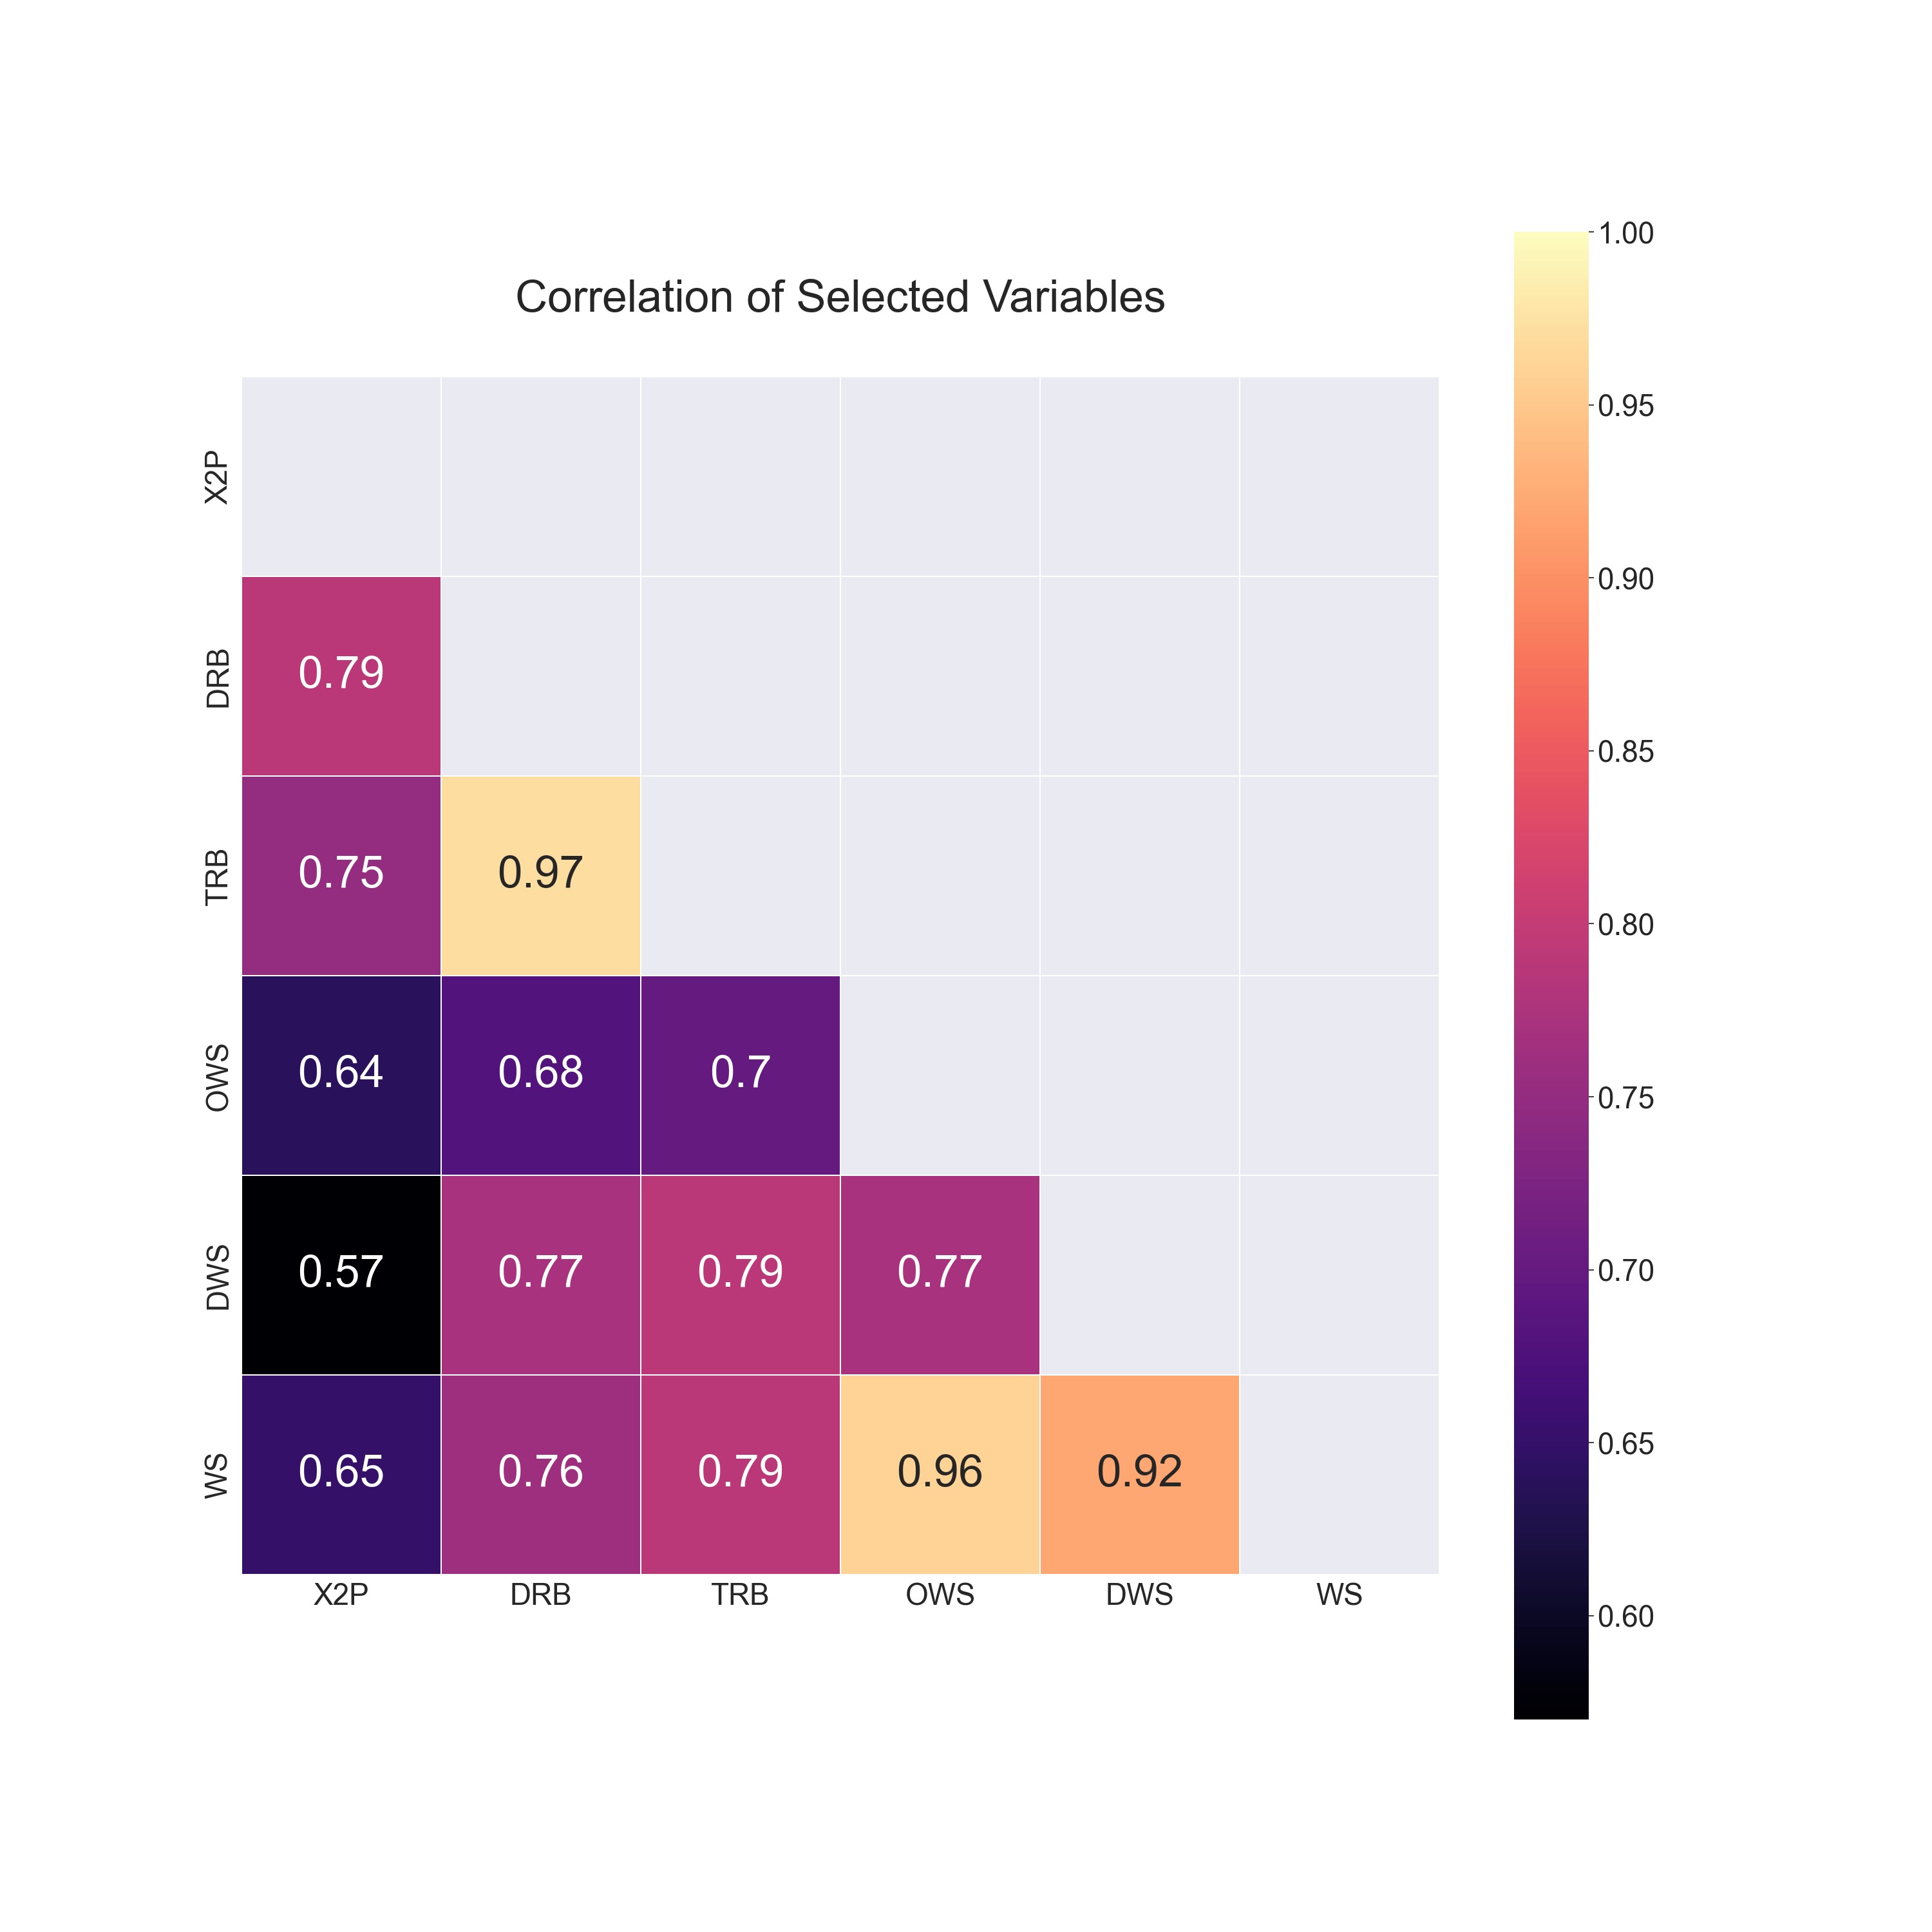 Correlation of Selected Variables
X2P
DRB
0.79
TRB
0.75 0.97
OWS
0.64 0.68 0.7
DWS
0.57 0.77 0.79 0.77
WS
0.65 0.76 0.79 0.96 0.92
X2P DRB TRB OWS DWS WS
1.00
0.95
0.90
0.85
0.80
0.75
0.70
0.65
0.60